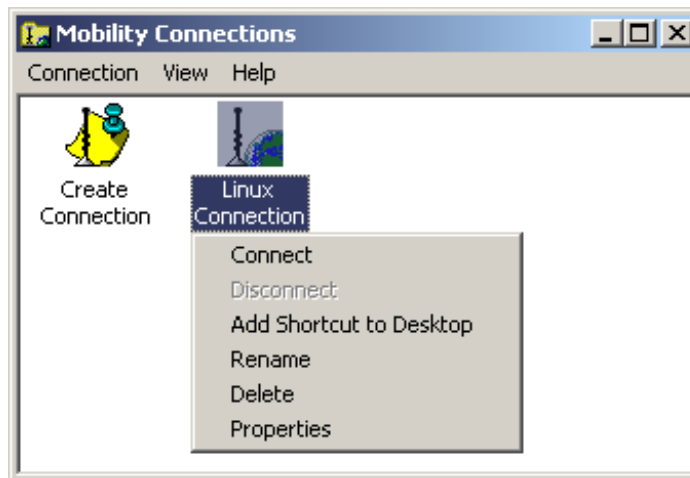 Mobility Connections
Connection View Help
Create
Connection
Linux
Connection
Connect
Disconnect
Add Shortcut to Desktop
Rename
Delete
Properties